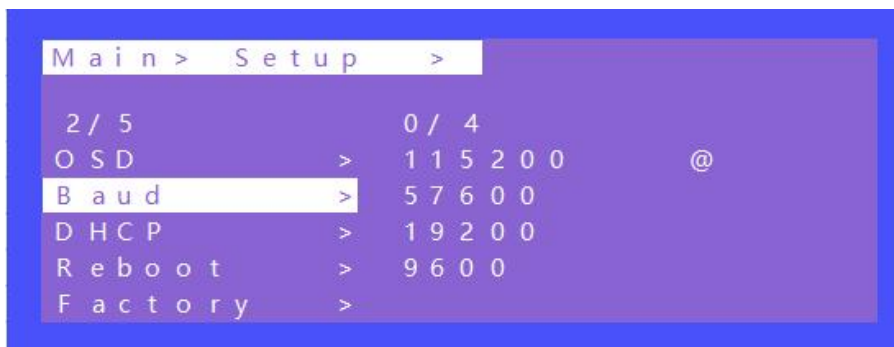 Main> Setup >
2/5 0/ 4
OSD > 115200 @
Baud > 57600
DHCP > 19200
Reboot > 9600
Factory >